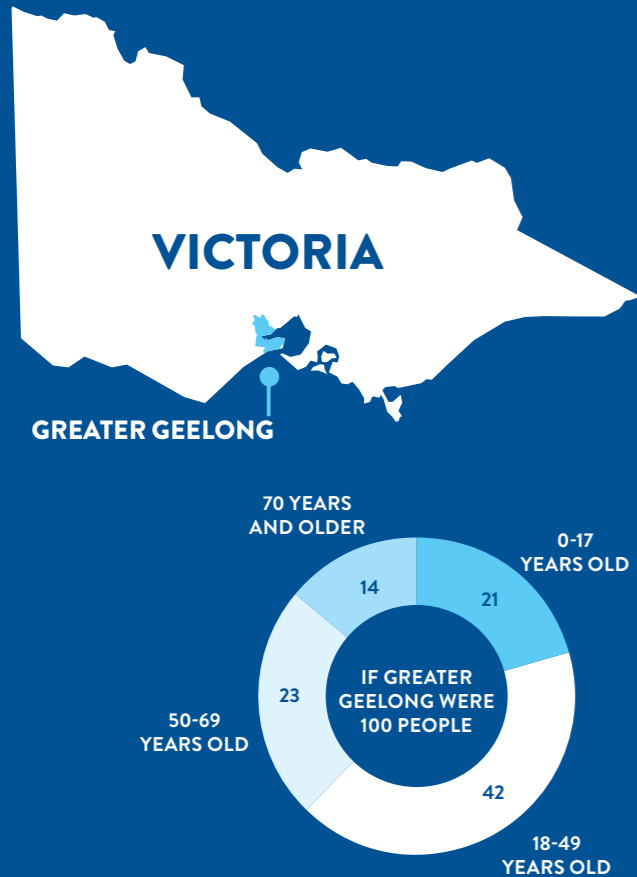 VICTORIA
GREATER GEELONG
70 YEARS
AND OLDER
0-17
YEARS OLD
14
21
IF GREATER
GEELONG WERE
100 PEOPLE
23
50-69
YEARS OLD
42
18-49
YEARS OLD